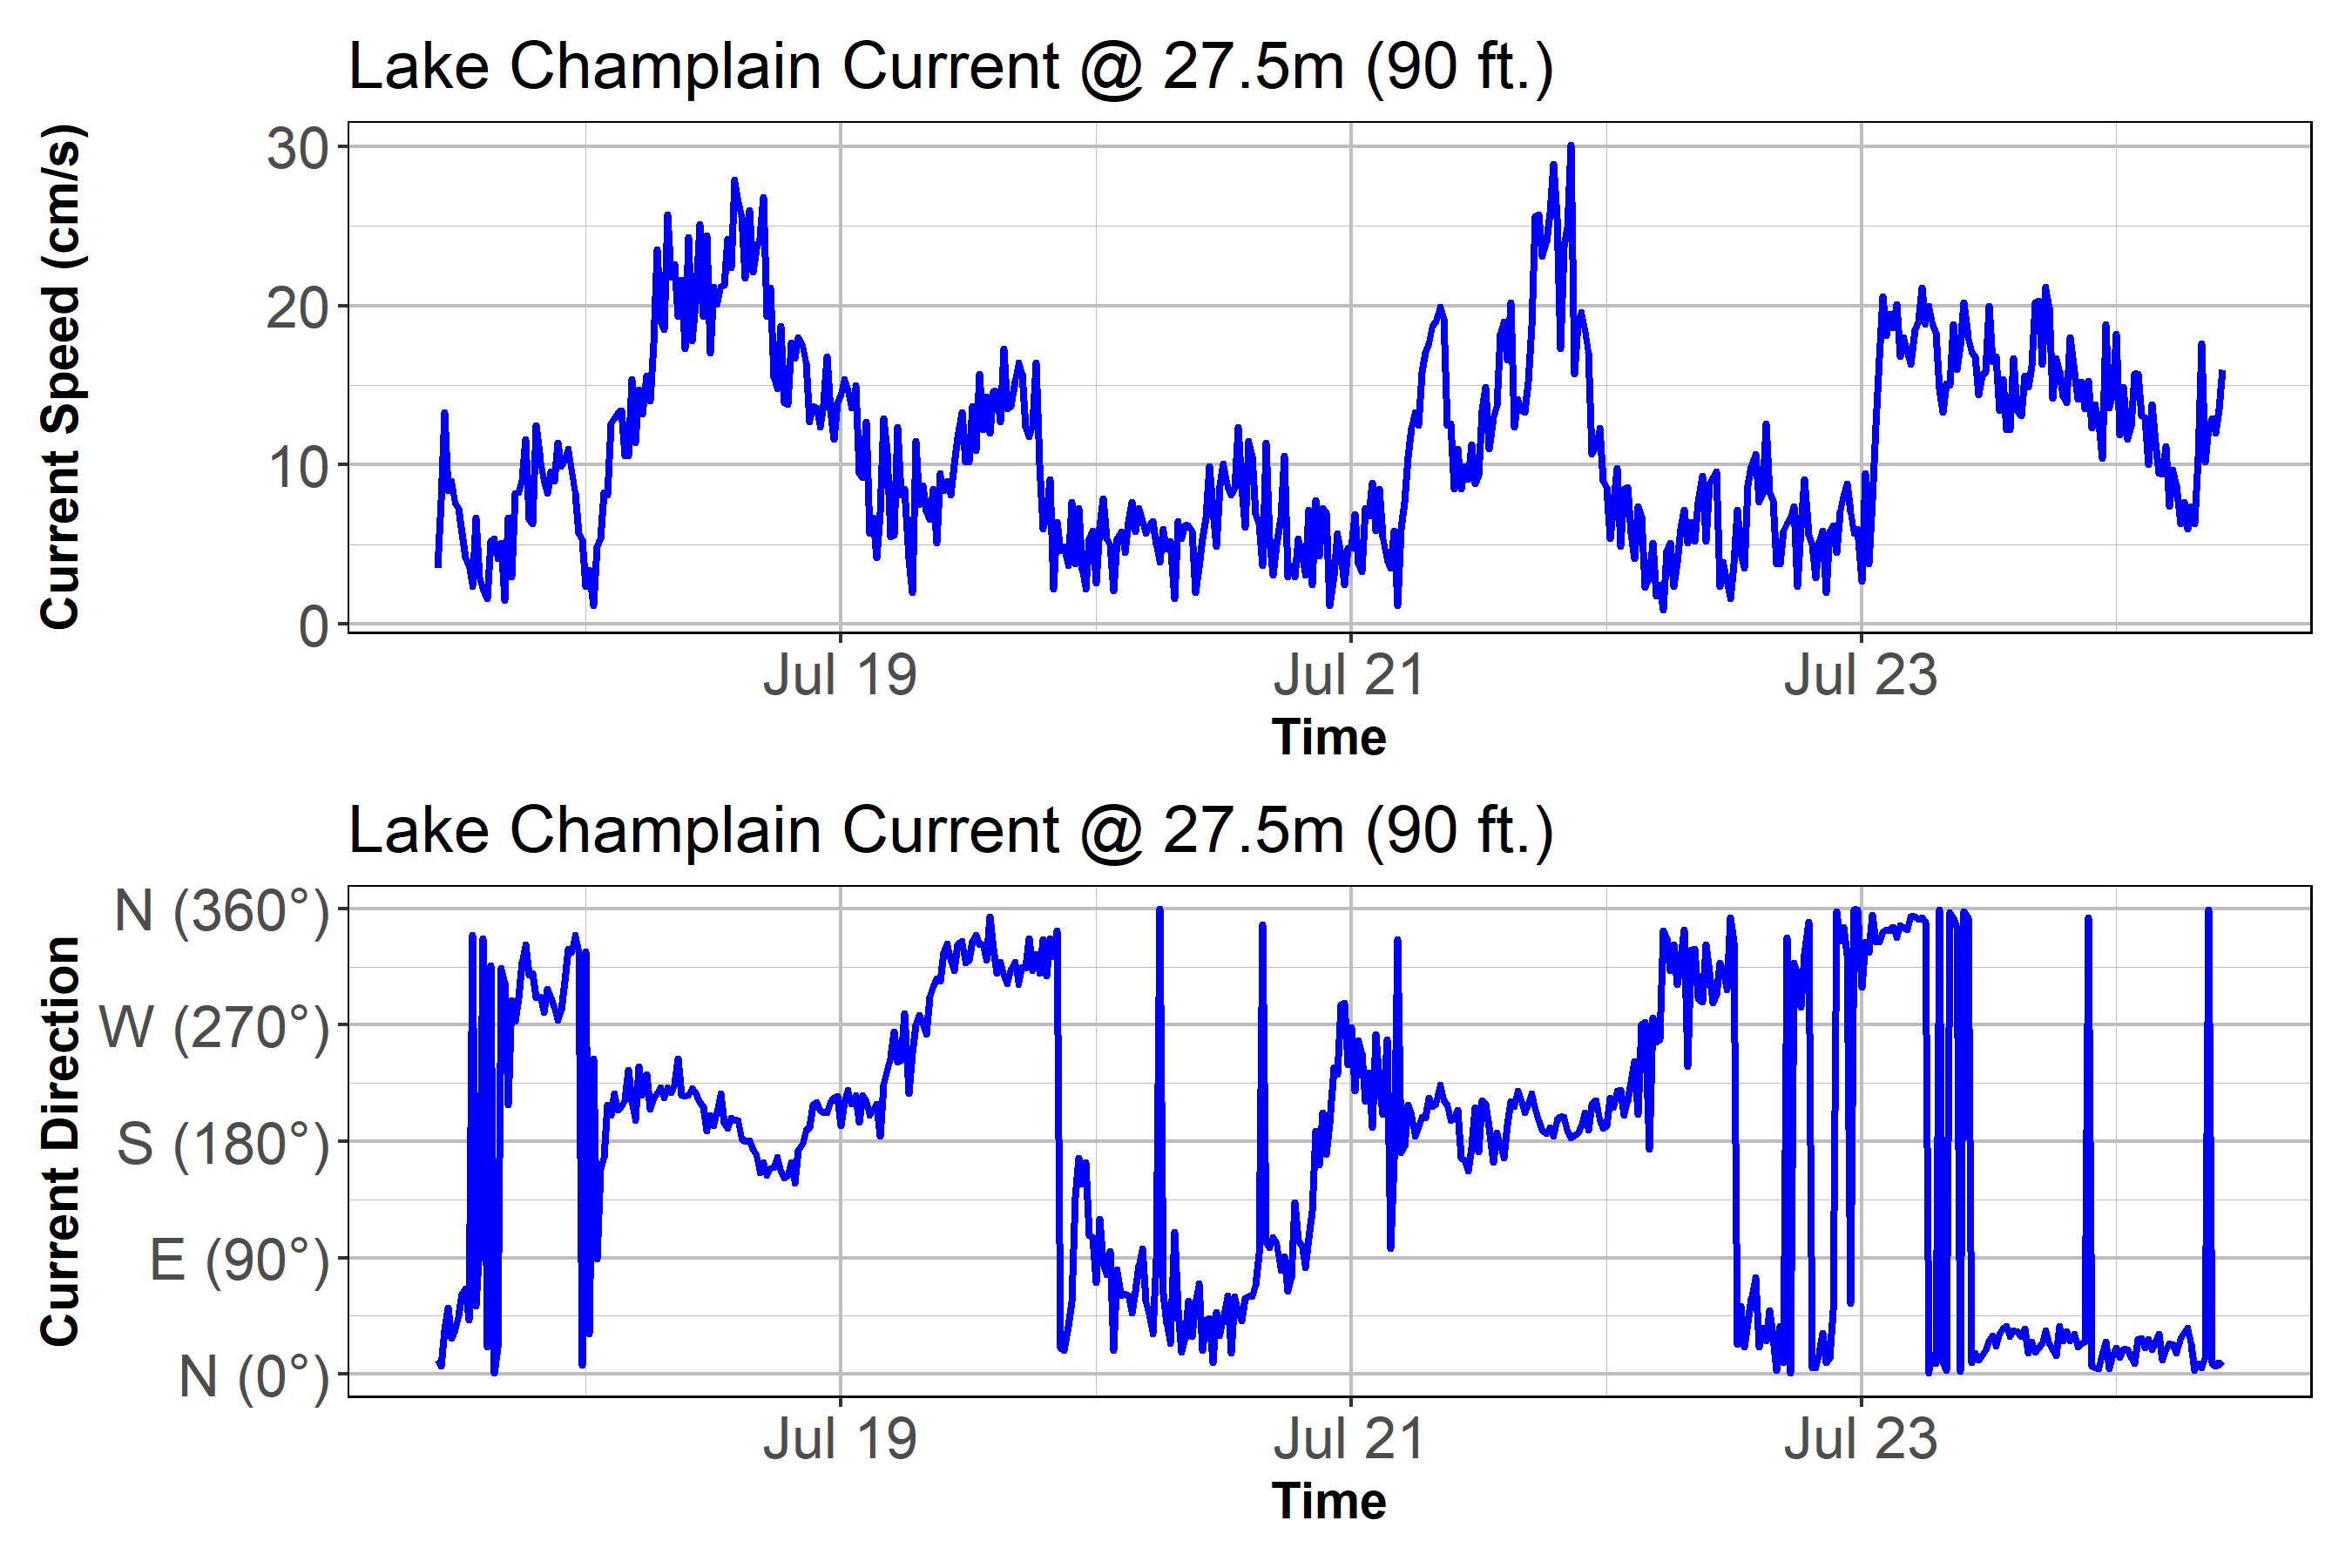 Lake Champlain Current @ 27.5m (90 ft.)
Current Speed (cm/s)
30
20
10
0
Jul 19 Jul 21 Jul 23
Time
Lake Champlain Current @ 27.5m (90 ft.)
Current Direction
N (360°)
W (270°)
S (180°)
E (90°)
N (0°)
Jul 19 Jul 21 Jul 23
Time